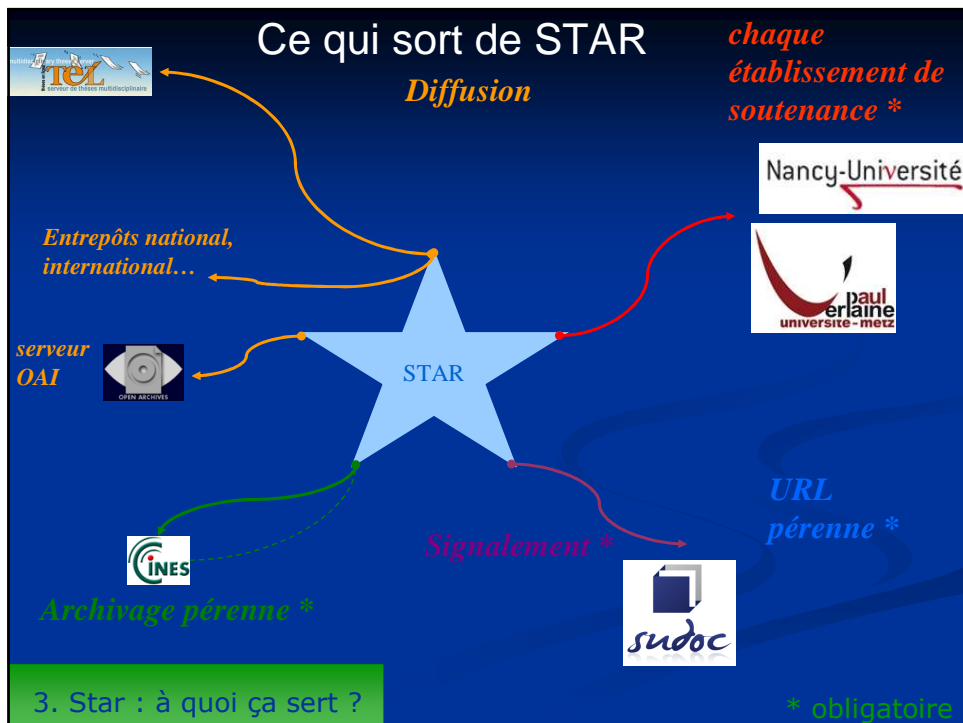 Ce qui sort de STAR
Diffusion
chaque
établissement de
soutenance *
multidisciplinary
TEL
serveur de thèses multidisciplinaire
Nancy-Université
paul
erlaine
université-metz
Entrepôts national,
international…
serveur
OAI
OPEN ARCHIVES
STAR
URL
pérenne *
Signalement *
CINES
Archivage pérenne *
sudoc
3. Star : à quoi ça sert ?
* obligatoire